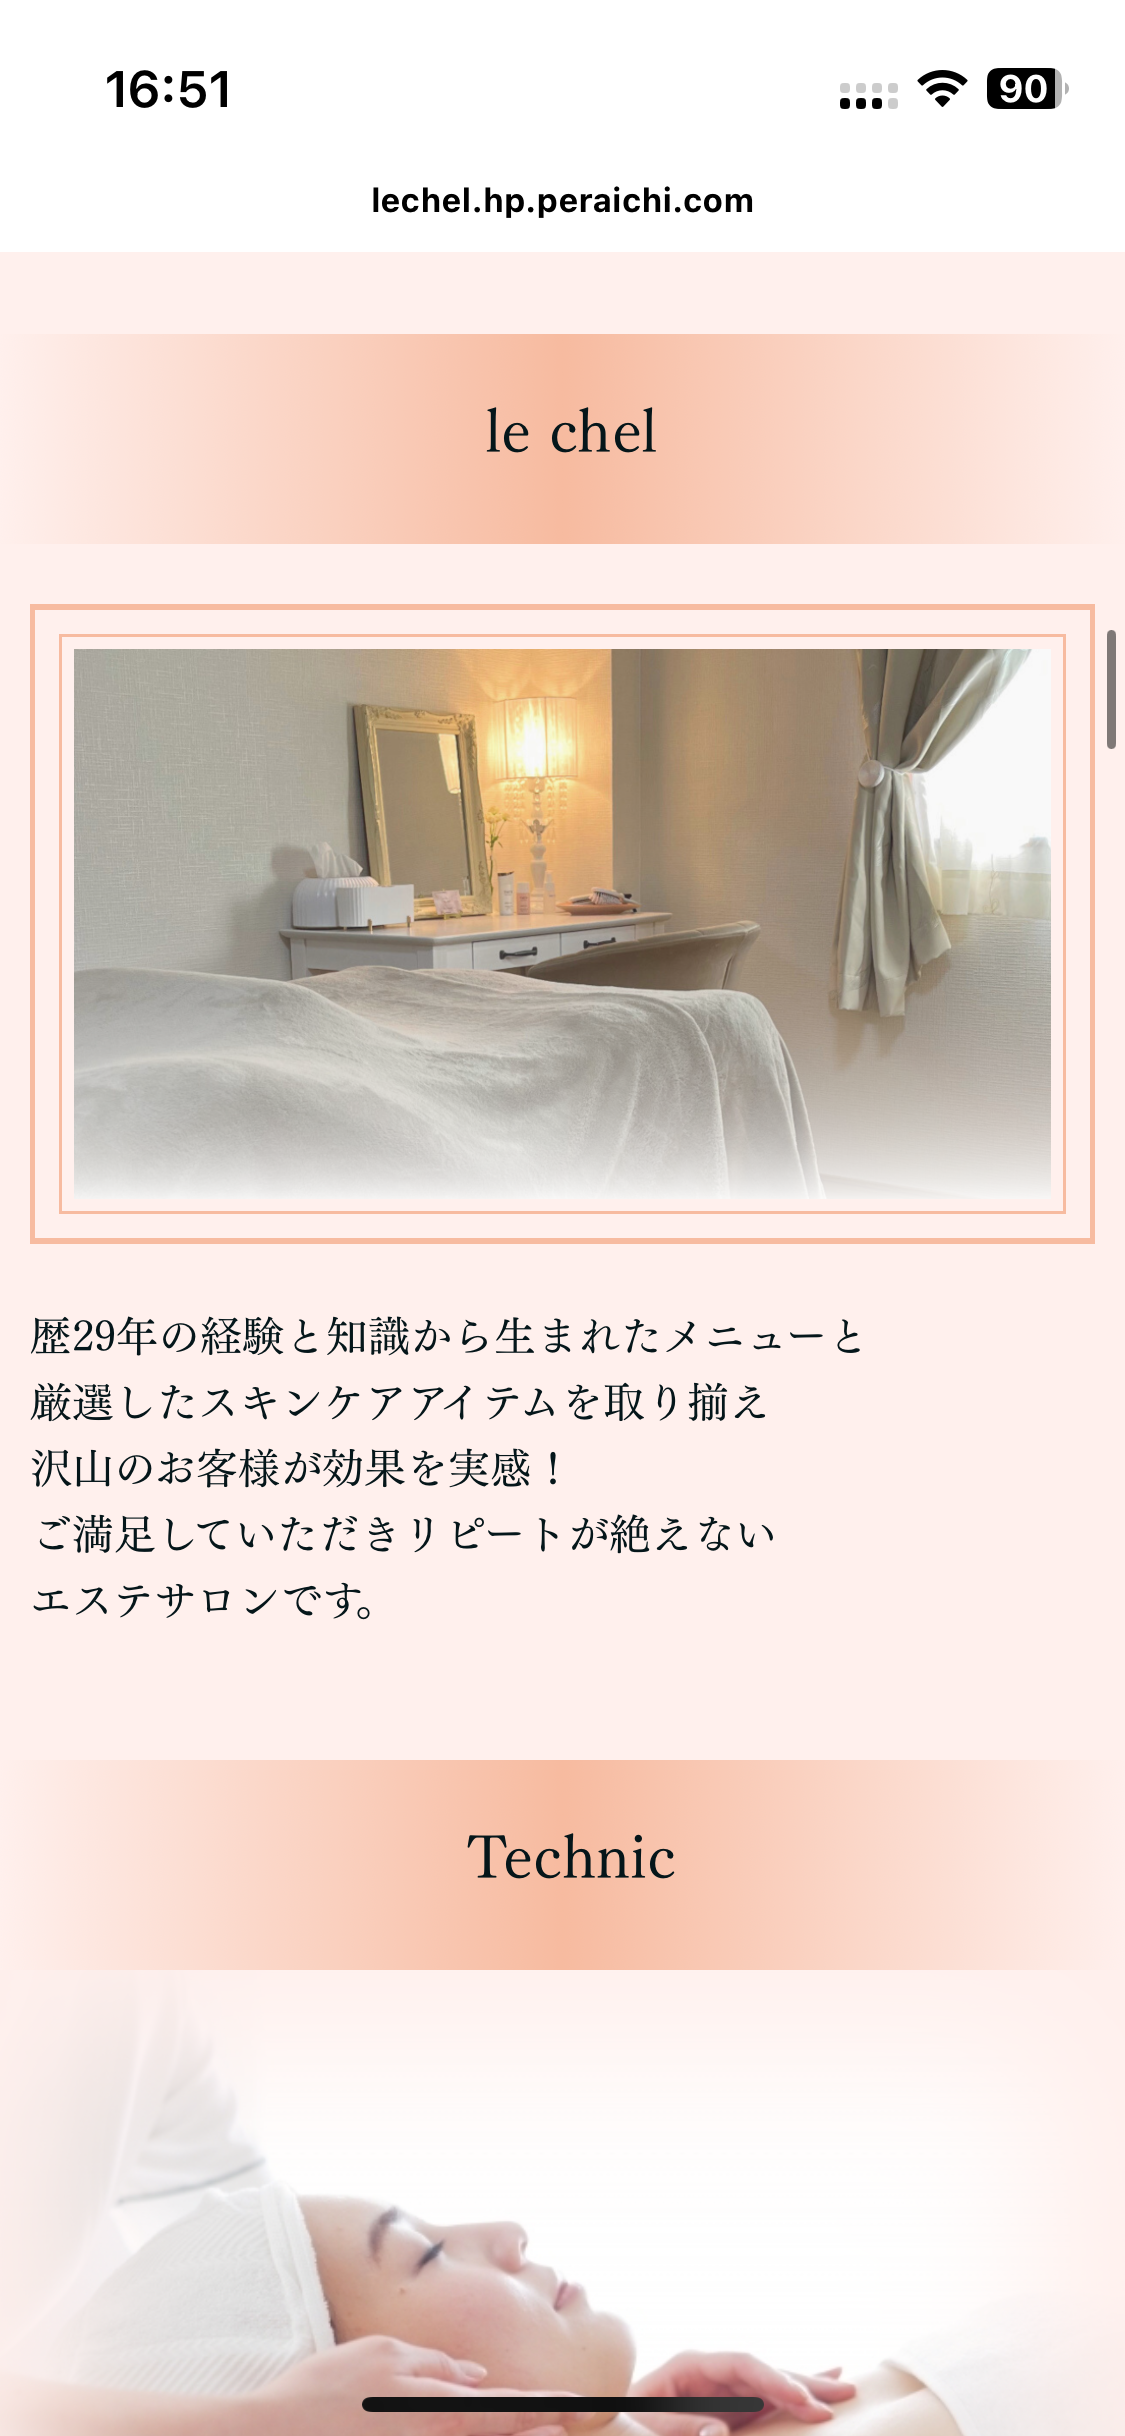 16:51
90
lechel.hp.peraichi.com
le chel
歴29年の経験と知識から生まれたメニューと
厳選したスキンケアアイテムを取り揃え
沢山のお客様が効果を実感！
ご満足していただきリピートが絶えない
エステサロンです。
Technic